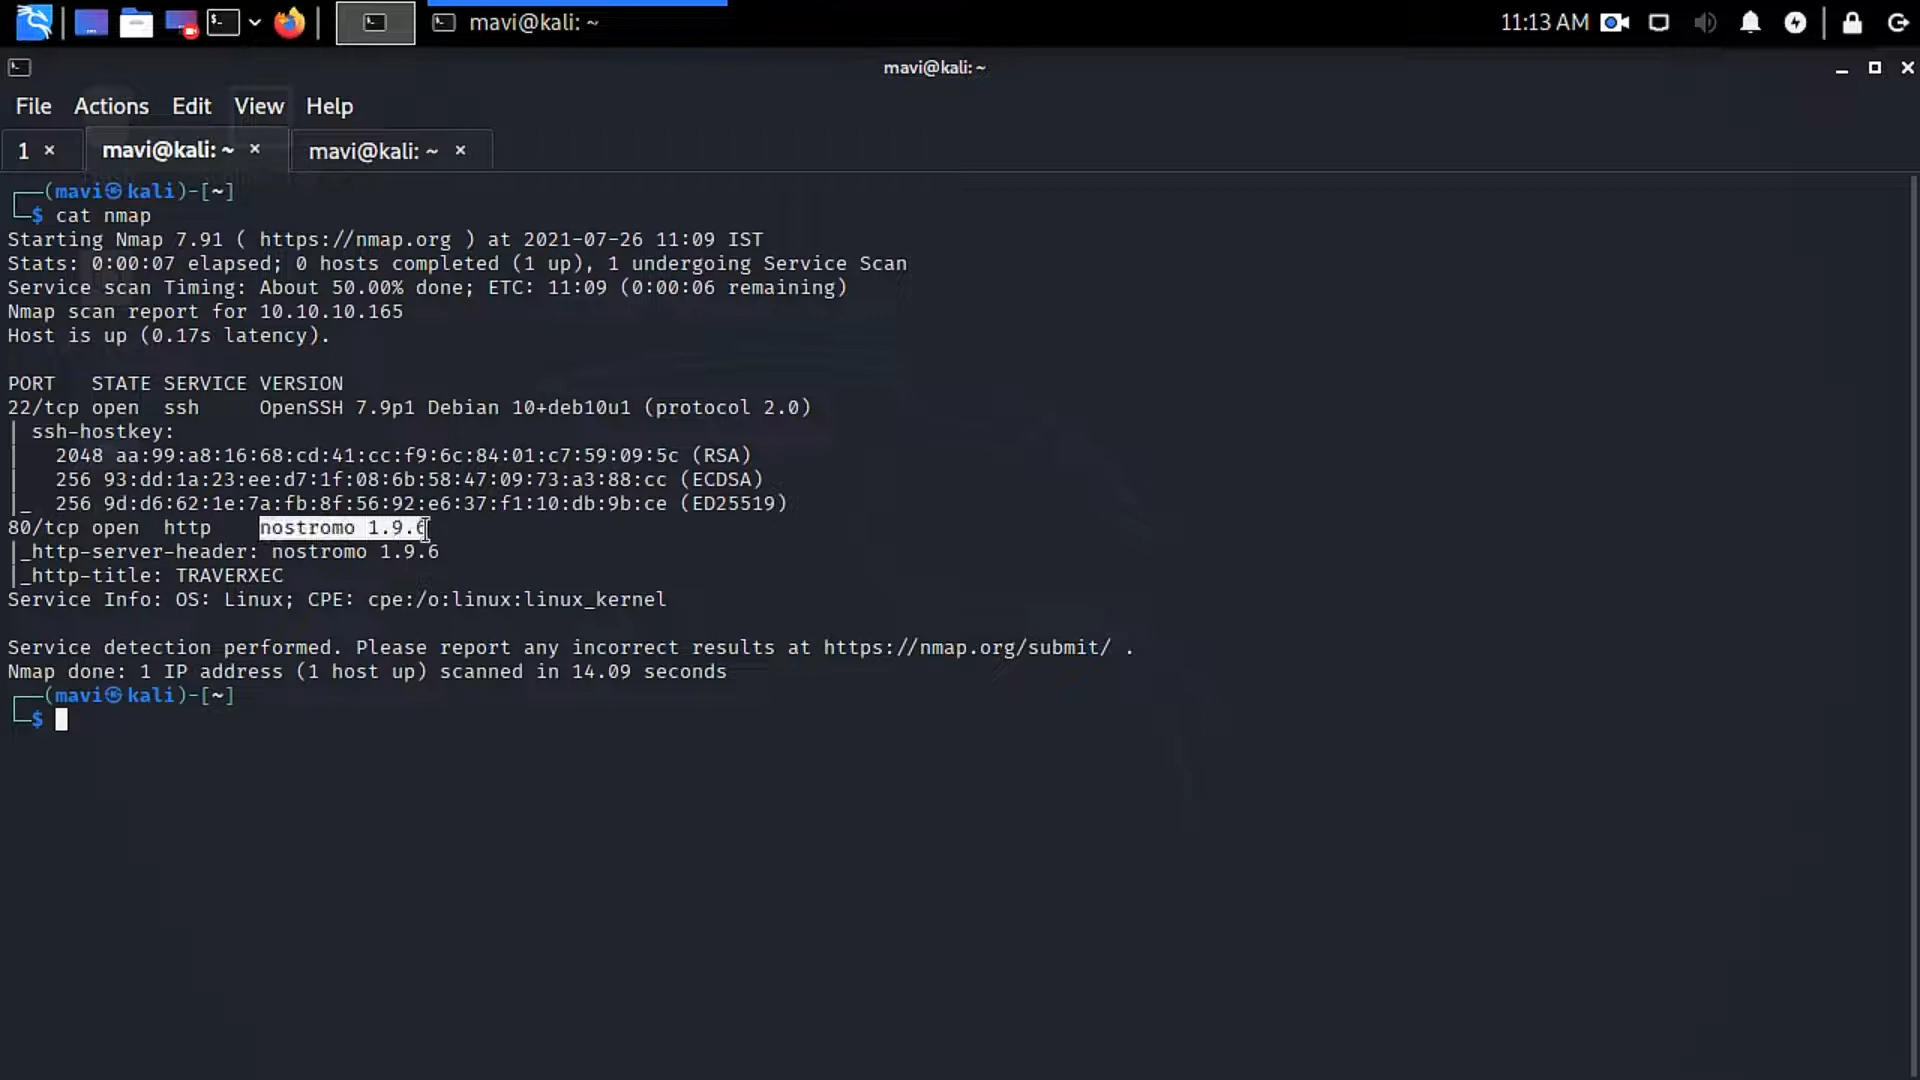 mavi@kali: ~
11:13 AM
mavi@kali: ~
File Actions Edit View Help
1 × mavi@kali: ~ × mavi@kali: ~ ×
┌──(mavi㉿kali)-[~]
└─$ cat nmap
Starting Nmap 7.91 ( https://nmap.org ) at 2021-07-26 11:09 IST
Stats: 0:00:07 elapsed; 0 hosts completed (1 up), 1 undergoing Service Scan
Service scan Timing: About 50.00% done; ETC: 11:09 (0:00:06 remaining)
Nmap scan report for 10.10.10.165
Host is up (0.17s latency).
PORT   STATE SERVICE VERSION
22/tcp open  ssh     OpenSSH 7.9p1 Debian 10+deb10u1 (protocol 2.0)
| ssh-hostkey:
|   2048 aa:99:a8:16:68:cd:41:cc:f9:6c:84:01:c7:59:09:5c (RSA)
|   256 93:dd:1a:23:ee:d7:1f:08:6b:58:47:09:73:a3:88:cc (ECDSA)
|_  256 9d:d6:62:1e:7a:fb:8f:56:92:e6:37:f1:10:db:9b:ce (ED25519)
80/tcp open  http    nostromo 1.9.6
|_http-server-header: nostromo 1.9.6
|_http-title: TRAVERXEC
Service Info: OS: Linux; CPE: cpe:/o:linux:linux_kernel
Service detection performed. Please report any incorrect results at https://nmap.org/submit/ .
Nmap done: 1 IP address (1 host up) scanned in 14.09 seconds
┌──(mavi㉿kali)-[~]
└─$